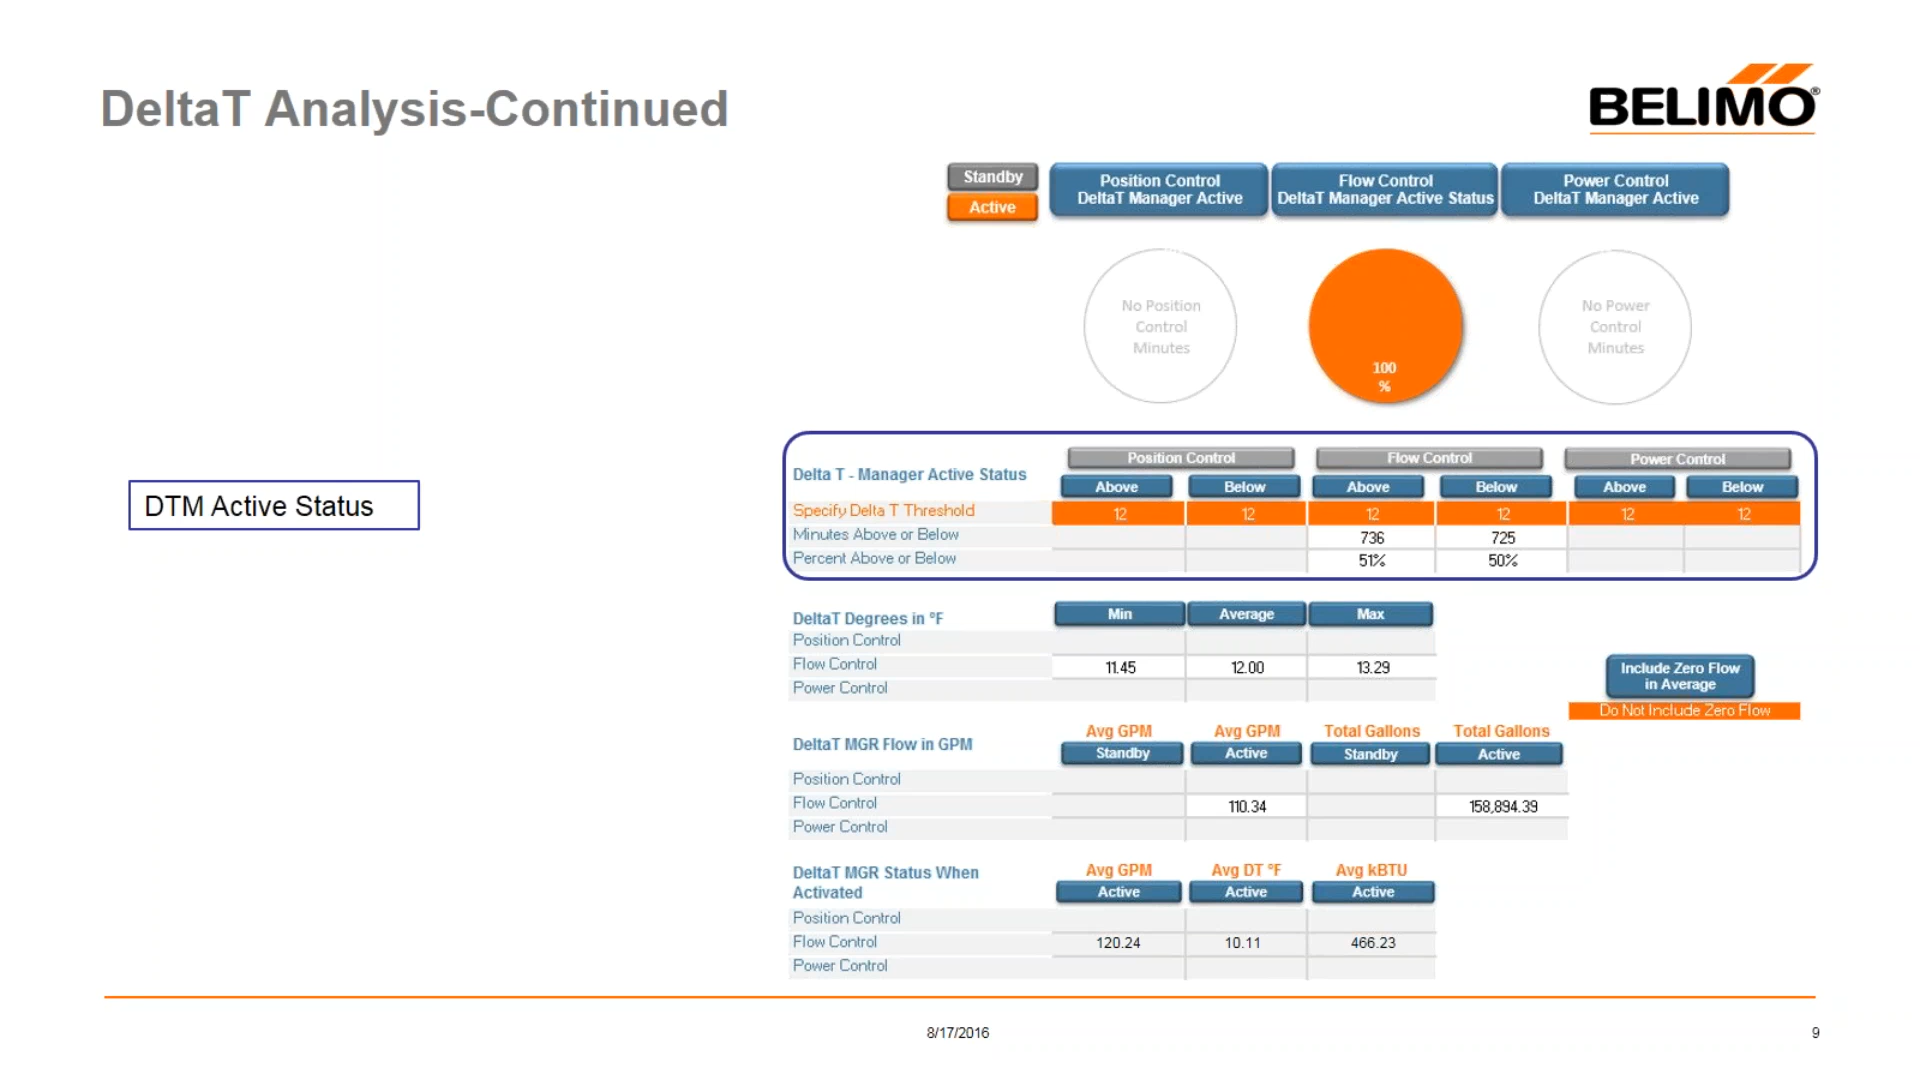 DeltaT Analysis-Continued
BELIMO®
Standby
Active
Position Control
DeltaT Manager Active
Flow Control
DeltaT Manager Active Status
Power Control
DeltaT Manager Active
No Position
Control
Minutes
100
%
No Power
Control
Minutes
DTM Active Status
Delta T - Manager Active Status
Position Control
Flow Control
Power Control
Above Below Above Below Above Below
Specify Delta T Threshold 12 12 12 12 12 12
Minutes Above or Below 736 725
Percent Above or Below 51% 50%
DeltaT Degrees in °F Min Average Max
Position Control
Flow Control 11.45 12.00 13.29
Power Control
Include Zero Flow
in Average
Do Not Include Zero Flow
Avg GPM Avg GPM Total Gallons Total Gallons
DeltaT MGR Flow in GPM Standby Active Standby Active
Position Control
Flow Control 110.34 158,894.39
Power Control
DeltaT MGR Status When
Activated
Avg GPM Avg DT °F Avg kBTU
Active Active Active
Position Control
Flow Control 120.24 10.11 466.23
Power Control
8/17/2016
9